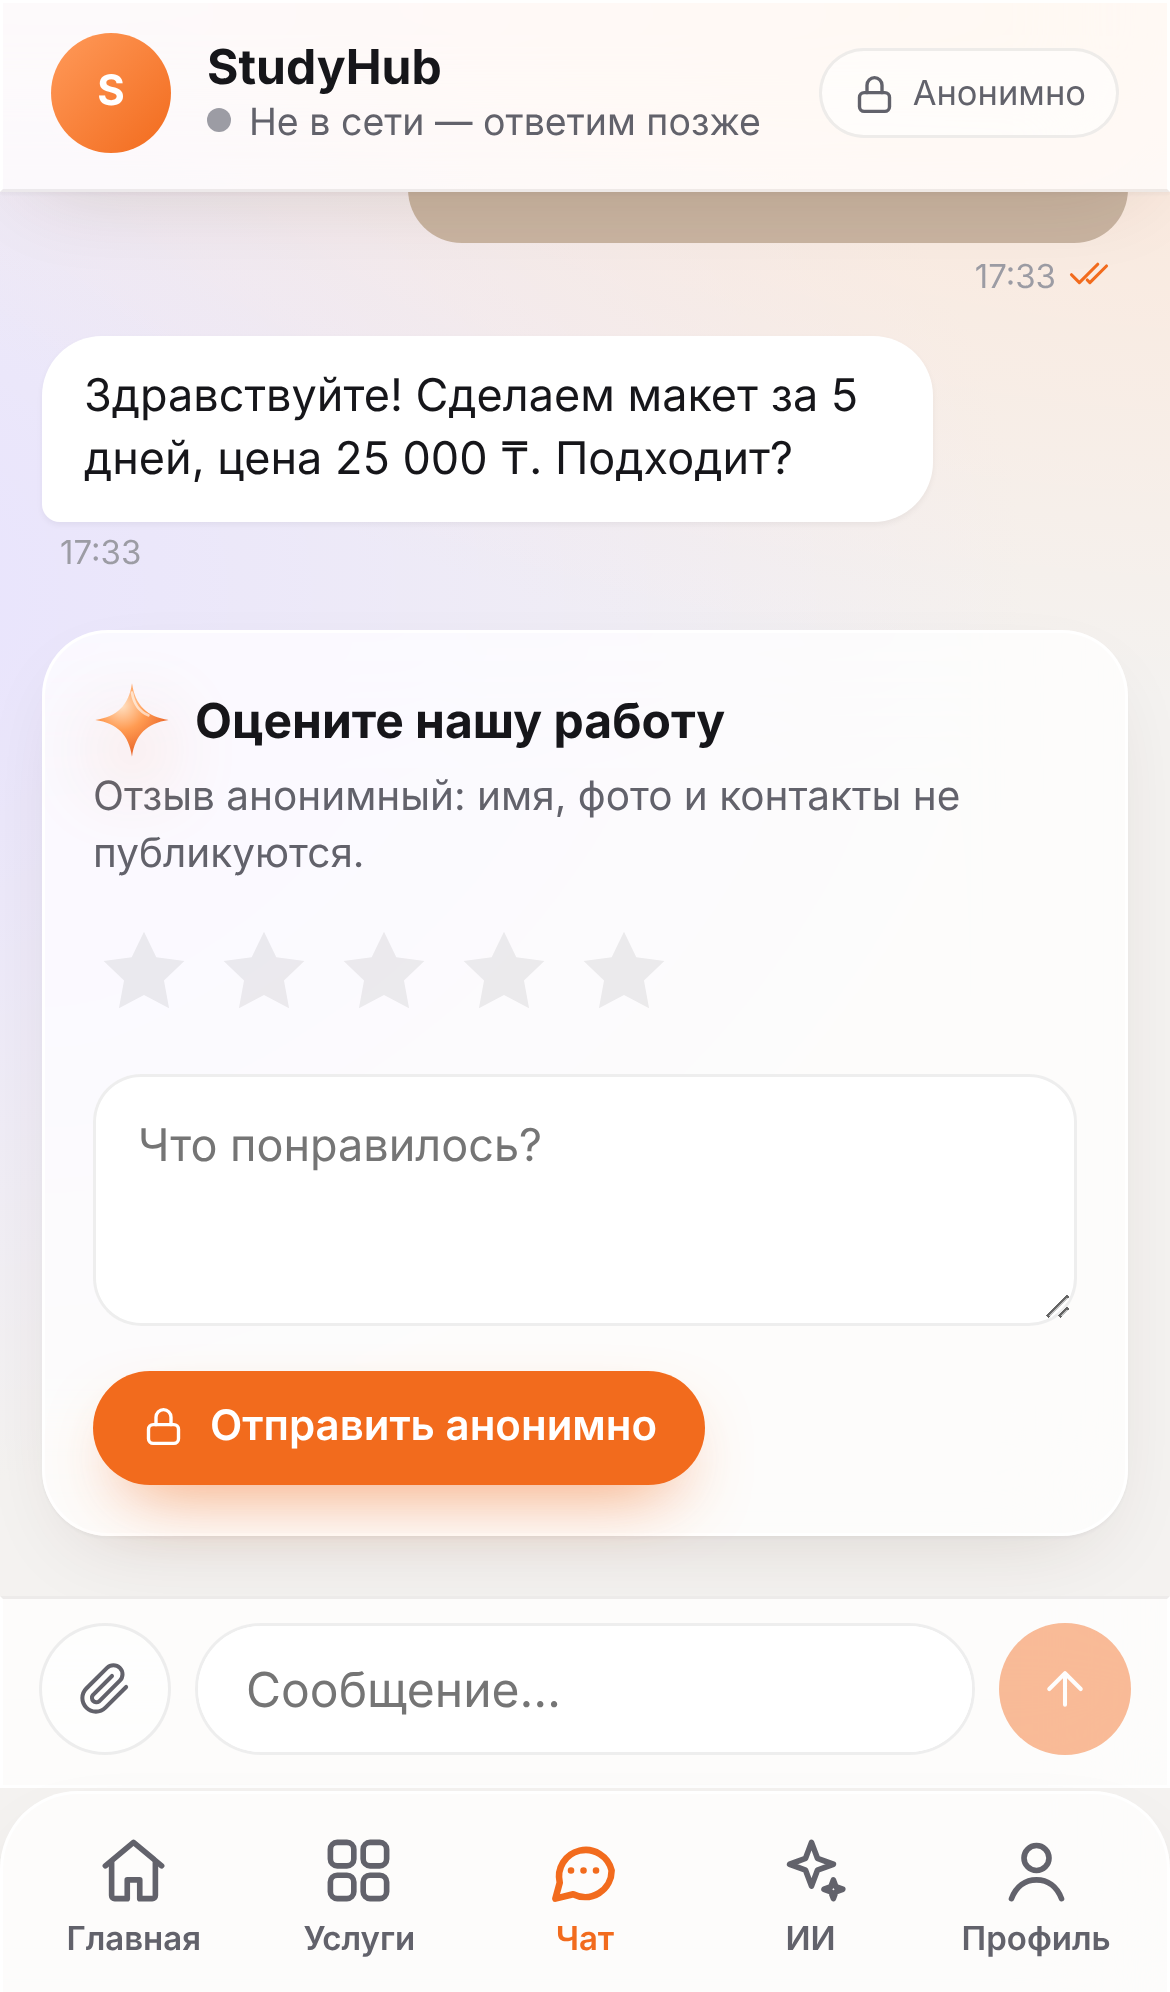 S
StudyHub
Не в сети — ответим позже
Анонимно
17:33
Здравствуйте! Сделаем макет за 5
дней, цена 25 000 ₸. Подходит?
17:33
Оцените нашу работу
Отзыв анонимный: имя, фото и контакты не
публикуются.
Что понравилось?
Отправить анонимно
Сообщение...
Главная
Услуги
Чат
ИИ
Профиль